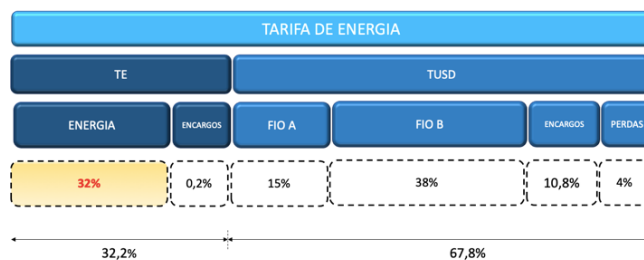 TARIFA DE ENERGIA
TE TUSD
ENERGIA ENCARGOS FIO A FIO B ENCARGOS PERDAS
32% 0,2% 15% 38% 10,8% 4%
32,2% 67,8%